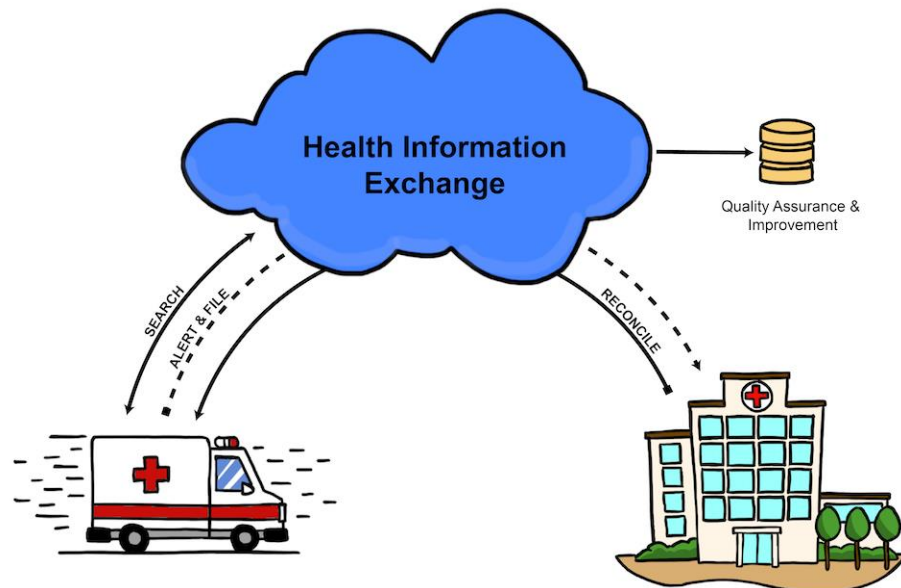 Health Information
Exchange
Quality Assurance &
Improvement
SEARCH
ALERT & FILE
RECONCILE